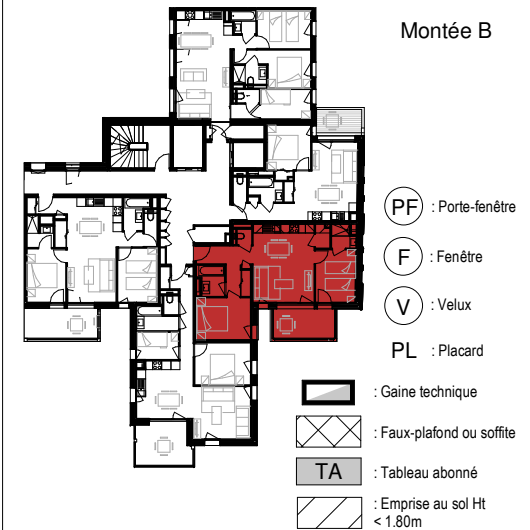 Montée B
PF : Porte-fenêtre
F : Fenêtre
V : Velux
PL : Placard
: Gaine technique
: Faux-plafond ou soffite
TA : Tableau abonné
: Emprise au sol Ht
< 1.80m